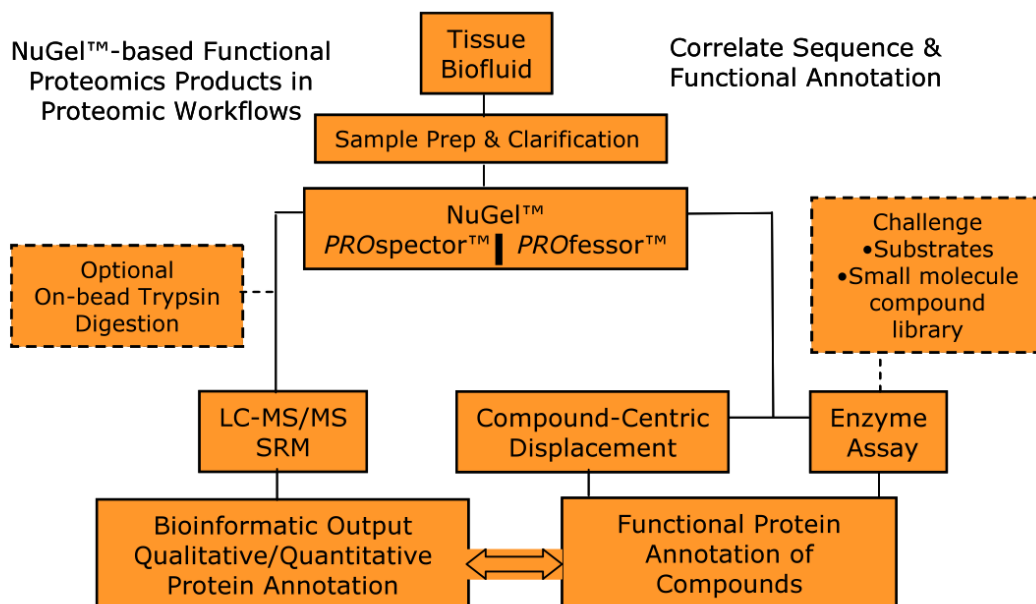 NuGel™-based Functional
Proteomics Products in
Proteomic Workflows
Tissue
Biofluid
Correlate Sequence &
Functional Annotation
Sample Prep & Clarification
NuGel™
PROspector™ PROfessor™
Optional
On-bead Trypsin
Digestion
Challenge
•Substrates
•Small molecule
compound
library
LC-MS/MS
SRM
Compound-Centric
Displacement
Enzyme
Assay
Bioinformatic Output
Qualitative/Quantitative
Protein Annotation
Functional Protein
Annotation of
Compounds